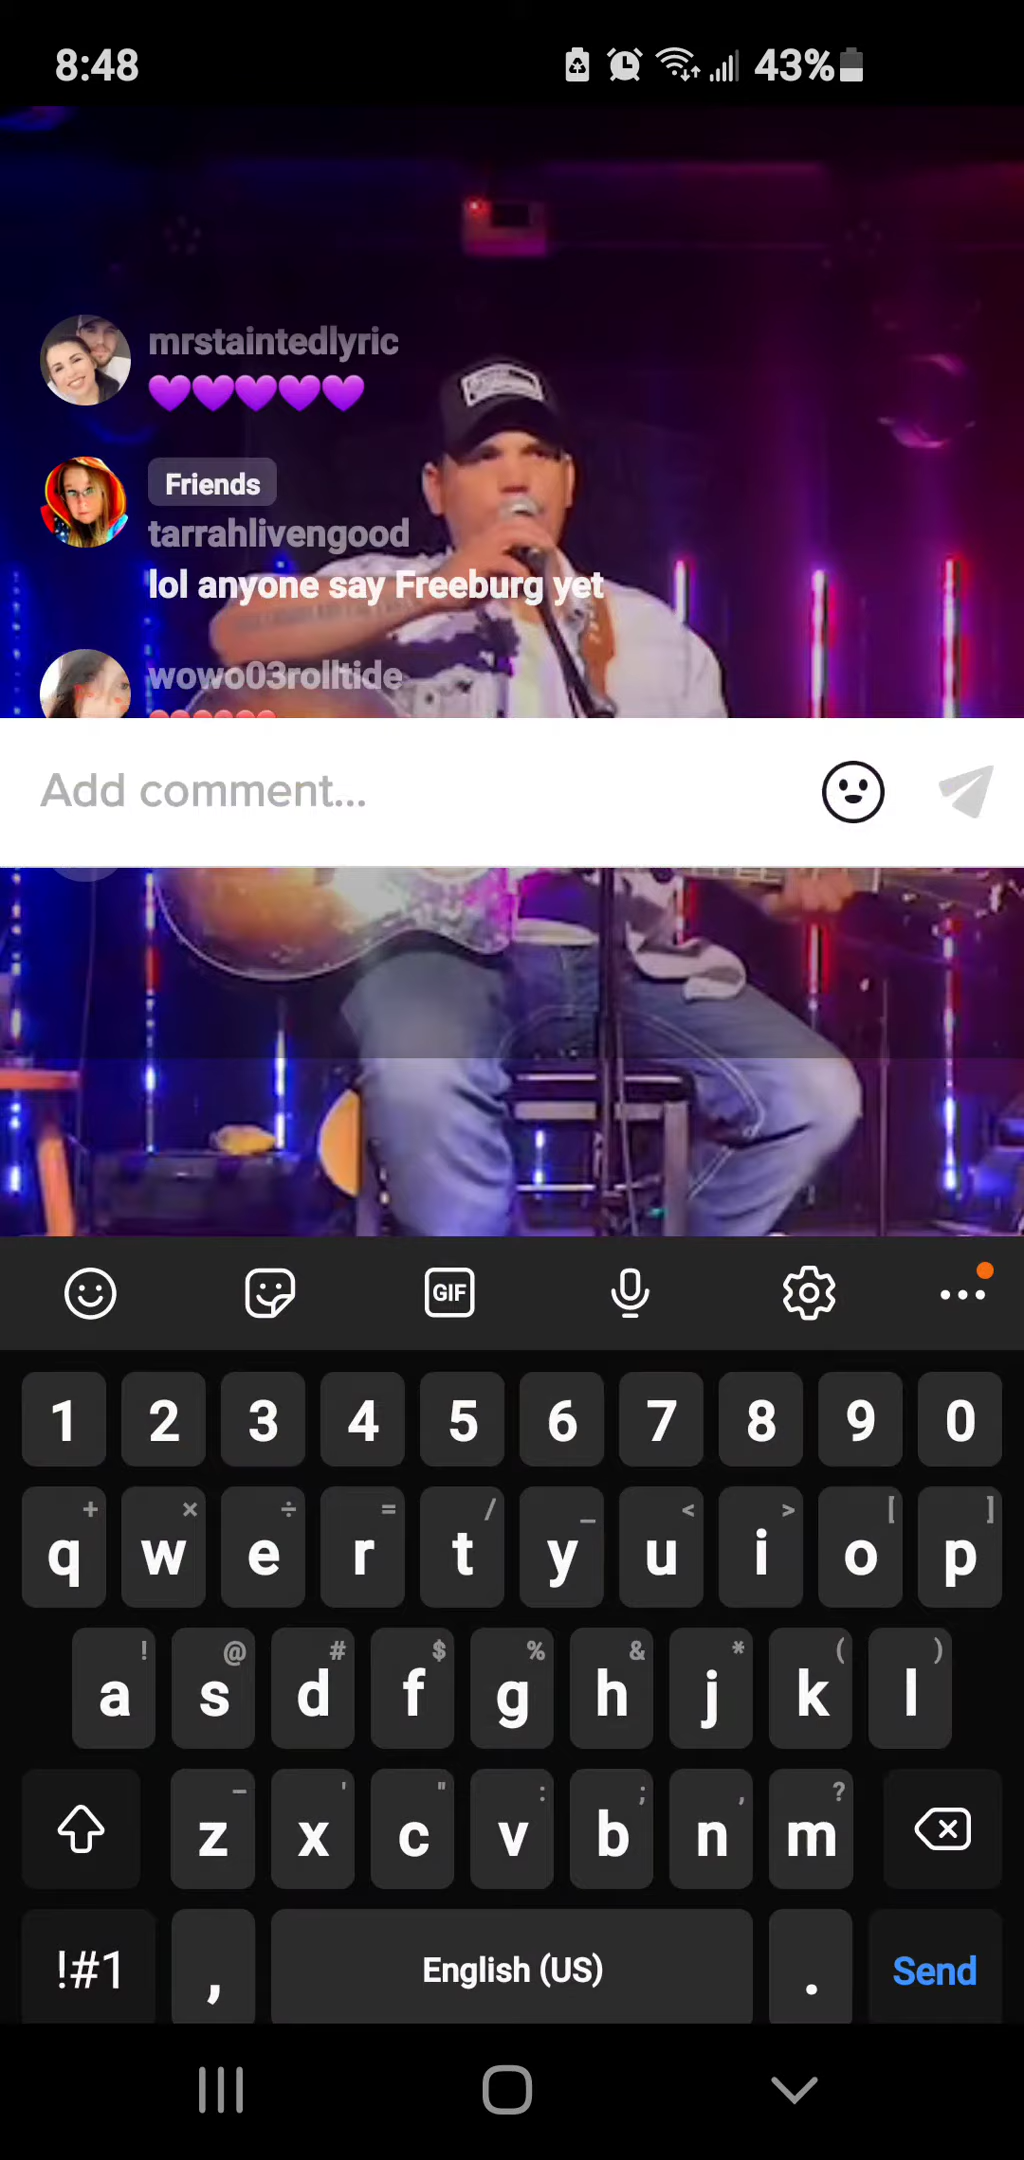 8:48
43%
mrstaintedlyric
💜💜💜💜💜
Friends
tarrahlivengood
lol anyone say Freeburg yet
wowo03rolltide
Add comment...
GIF
1 2 3 4 5 6 7 8 9 0
+ × ÷ = / _ < > [ ]
q w e r t y u i o p
! @ # $ % & * ( )
a s d f g h j k l
- ' " : ; , ?
z x c v b n m
!#1 , English (US) . Send